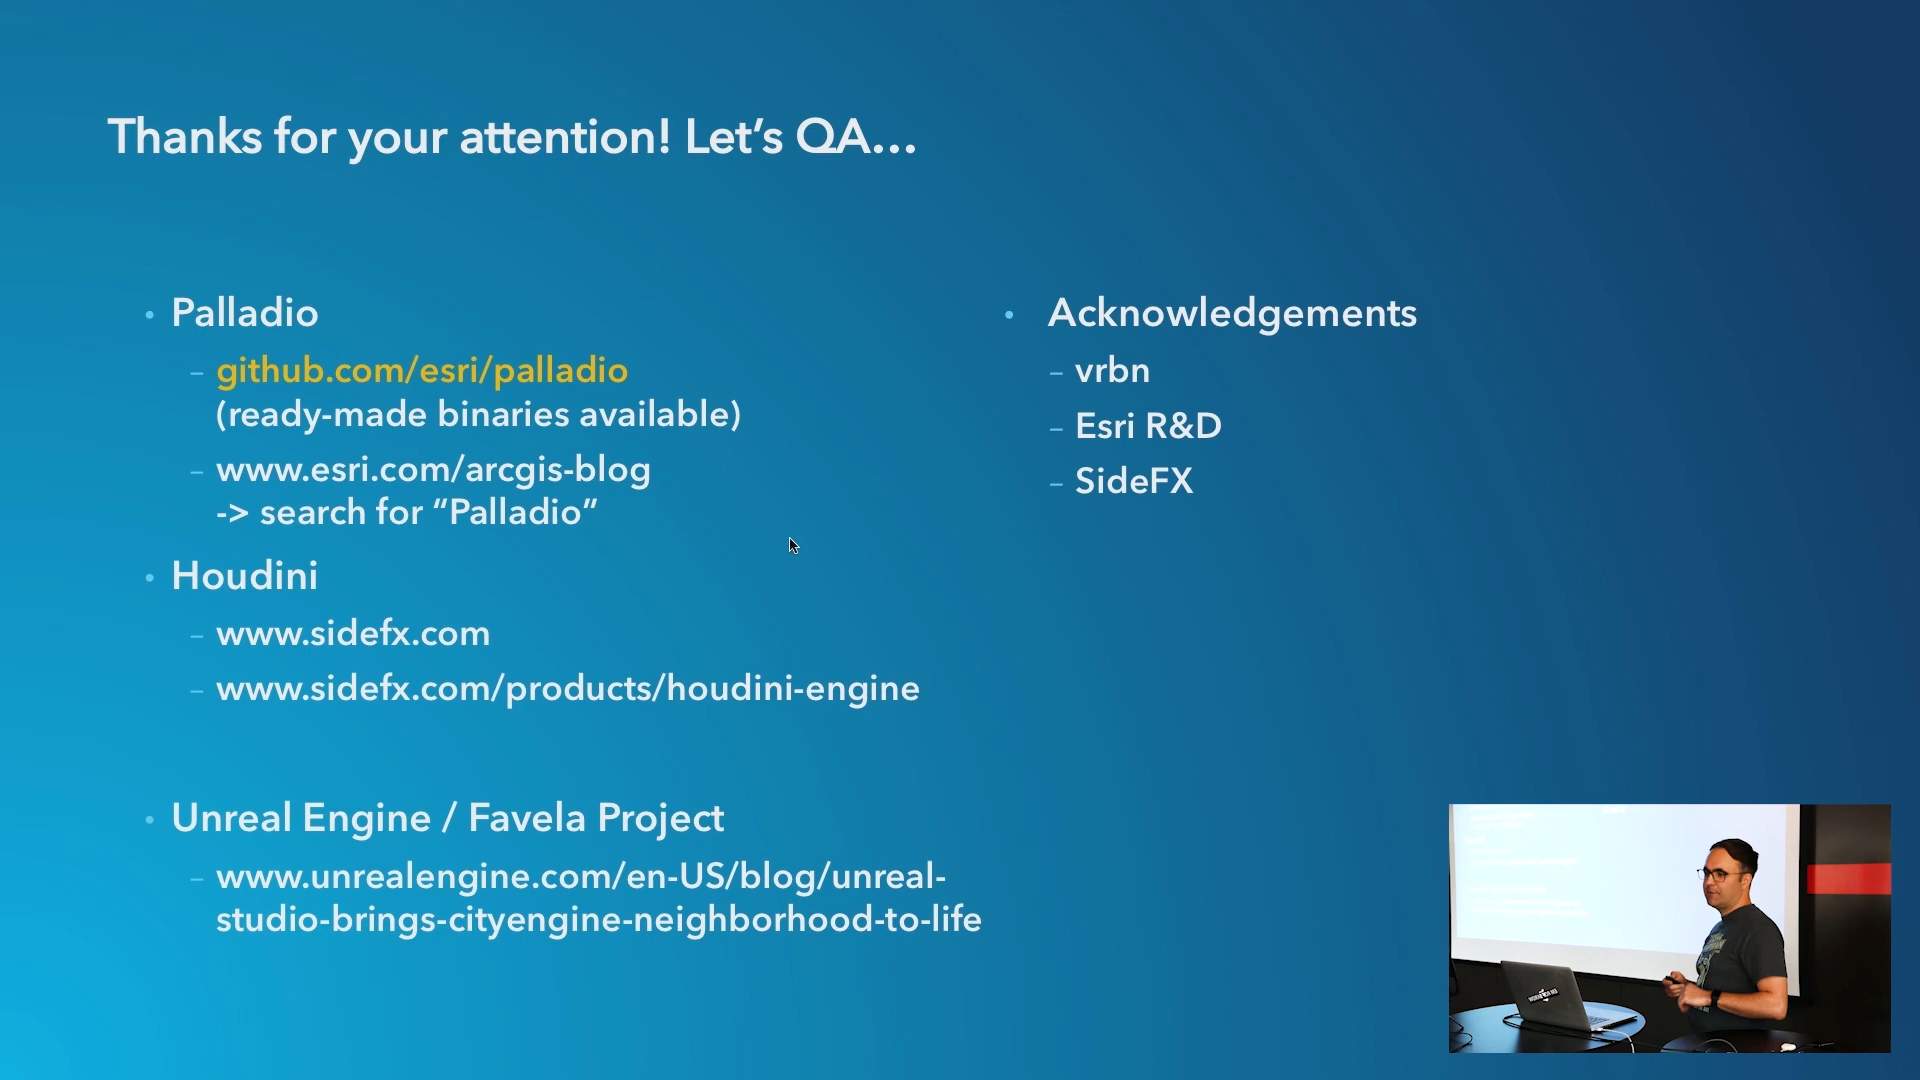 Thanks for your attention! Let’s QA…
• Palladio
– github.com/esri/palladio
(ready-made binaries available)
– www.esri.com/arcgis-blog
-> search for “Palladio”
• Houdini
– www.sidefx.com
– www.sidefx.com/products/houdini-engine
• Unreal Engine / Favela Project
– www.unrealengine.com/en-US/blog/unreal-
studio-brings-cityengine-neighborhood-to-life
• Acknowledgements
– vrbn
– Esri R&D
– SideFX